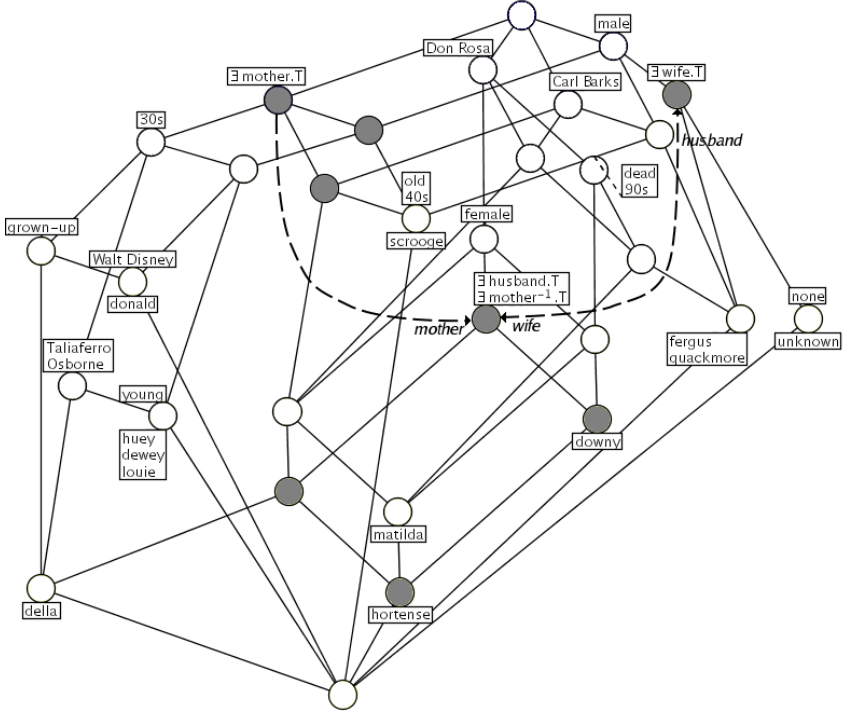 male
Don Rosa
∃ mother.T
∃ wife.T
Carl Barks
30s
husband
old
40s
dead
90s
female
scrooge
grown-up
Walt Disney
donald
∃ husband.T
∃ mother⁻¹.T
mother
wife
none
unknown
fergus
quackmore
Taliaferro
Osborne
young
huey
dewey
louie
downy
matilda
della
hortense